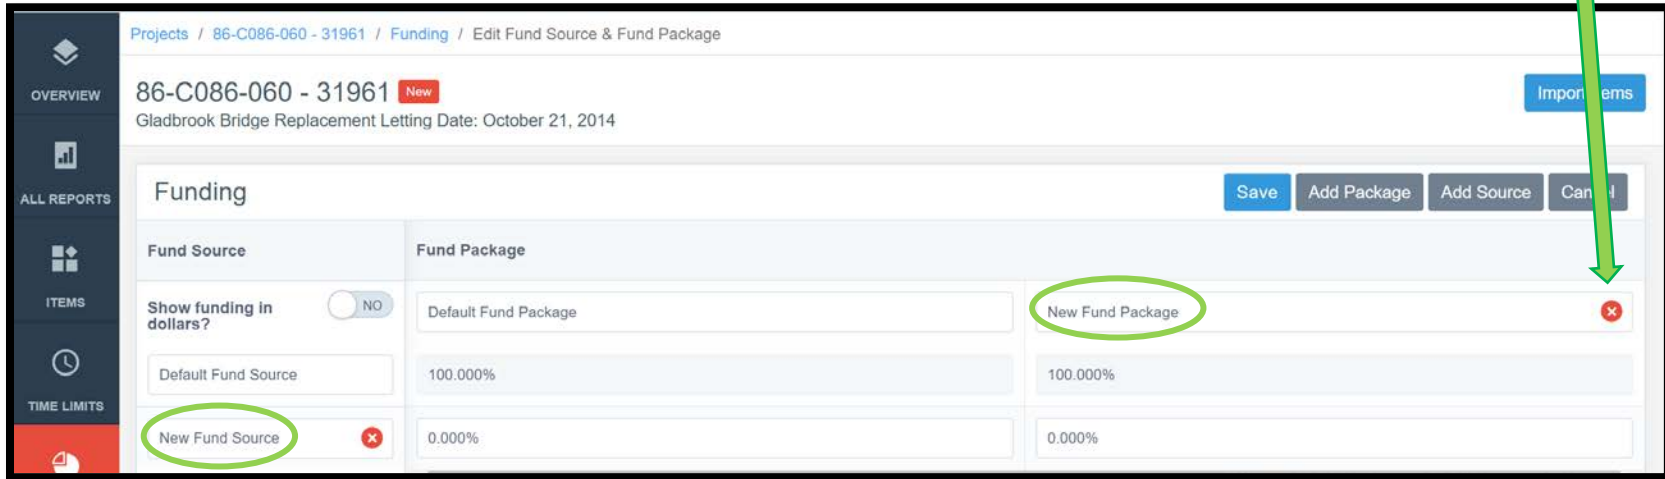 Projects / 86-C086-060 - 31961 / Funding / Edit Fund Source & Fund Package
OVERVIEW
86-C086-060 - 31961 New
Gladbrook Bridge Replacement Letting Date: October 21, 2014
ALL REPORTS
Funding
Save Add Package Add Source
Fund Source Fund Package
ITEMS
Show funding in dollars? NO
Default Fund Package New Fund Package
Default Fund Source 100.000% 100.000%
TIME LIMITS
New Fund Source 0.000% 0.000%